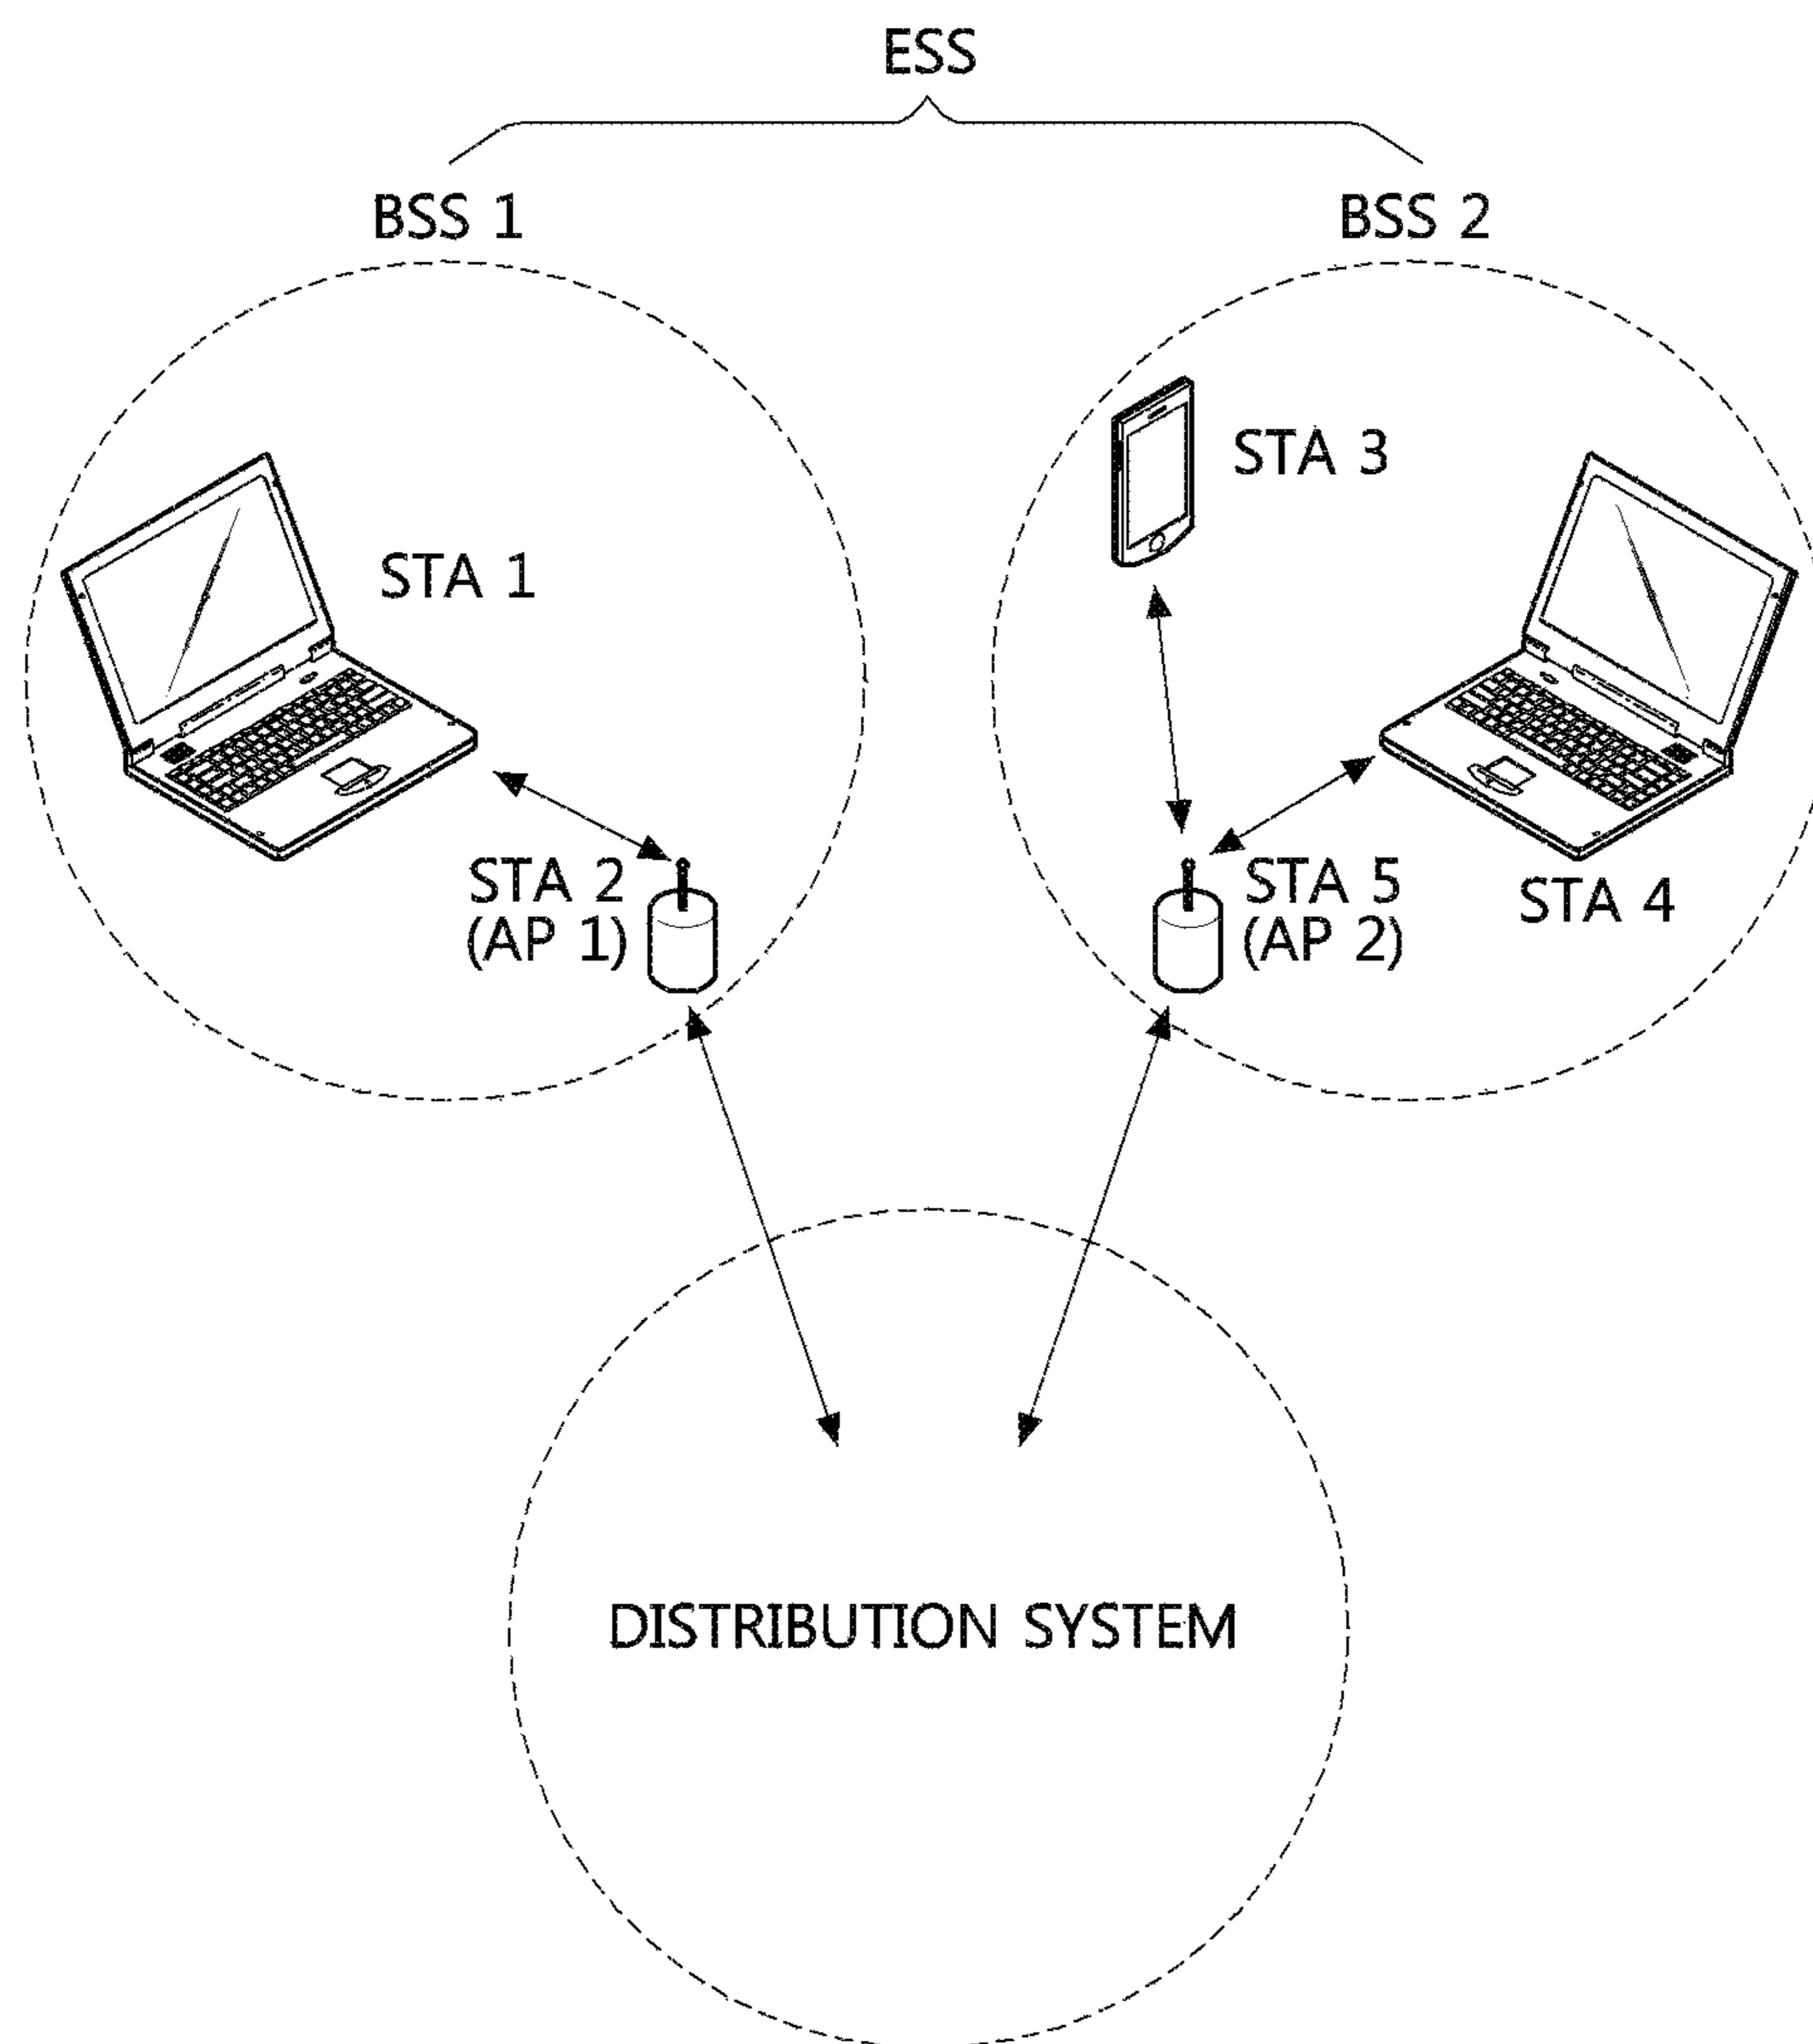 ESS
BSS 1
BSS 2
STA 3
STA 1
STA 2
(AP 1)
STA 5
(AP 2)
STA 4
DISTRIBUTION SYSTEM